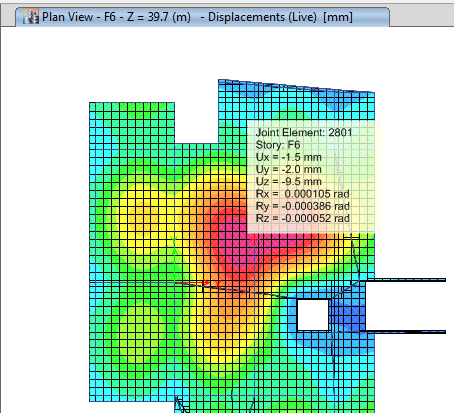 Plan View - F6 - Z = 39.7 (m) - Displacements (Live) [mm]
Joint Element: 2801
Story: F6
Ux = -1.5 mm
Uy = -2.0 mm
Uz = -9.5 mm
Rx = 0.000105 rad
Ry = -0.000386 rad
Rz = -0.000052 rad